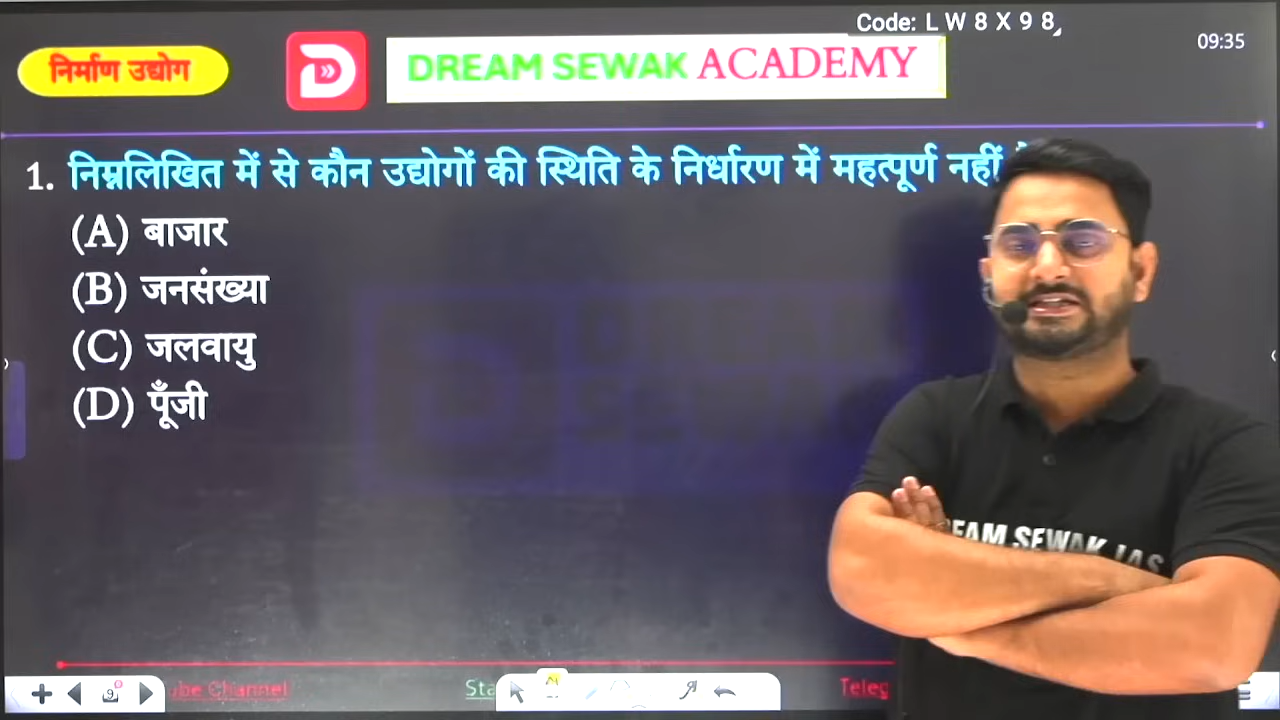 Code: L W 8 X 9 8
09:35
निर्माण उद्योग
DREAM SEWAK ACADEMY
1. निम्नलिखित में से कौन उद्योगों की स्थिति के निर्धारण में महत्पूर्ण नहीं
(A) बाजार
(B) जनसंख्या
(C) जलवायु
(D) पूँजी
SEWAK IAS
Channel